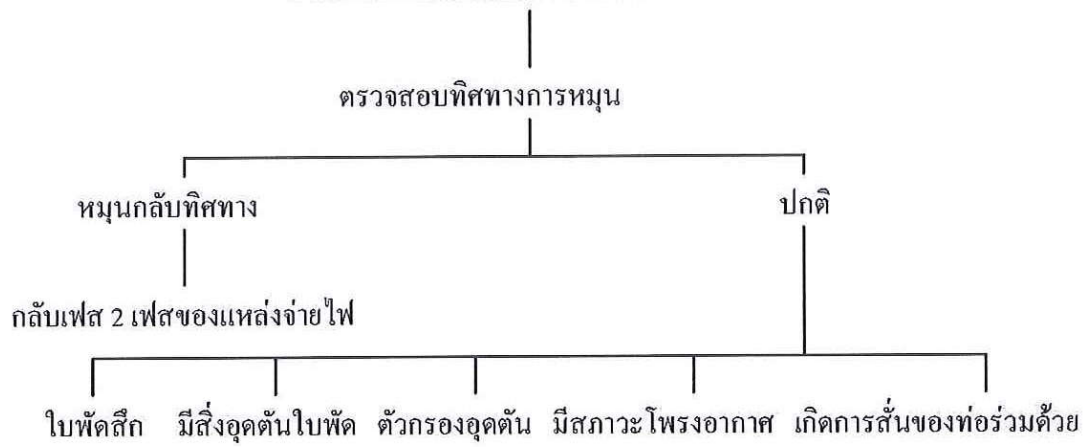 ตรวจสอบทิศทางการหมุน
หมุนกลับทิศทาง ปกติ
กลับเฟส 2 เฟสของแหล่งจ่ายไฟ
ใบพัดสึก มีสิ่งอุดตันใบพัด ตัวกรองอุดตัน มีสภาวะโพรงอากาศ เกิดการสั่นของท่อร่วมด้วย